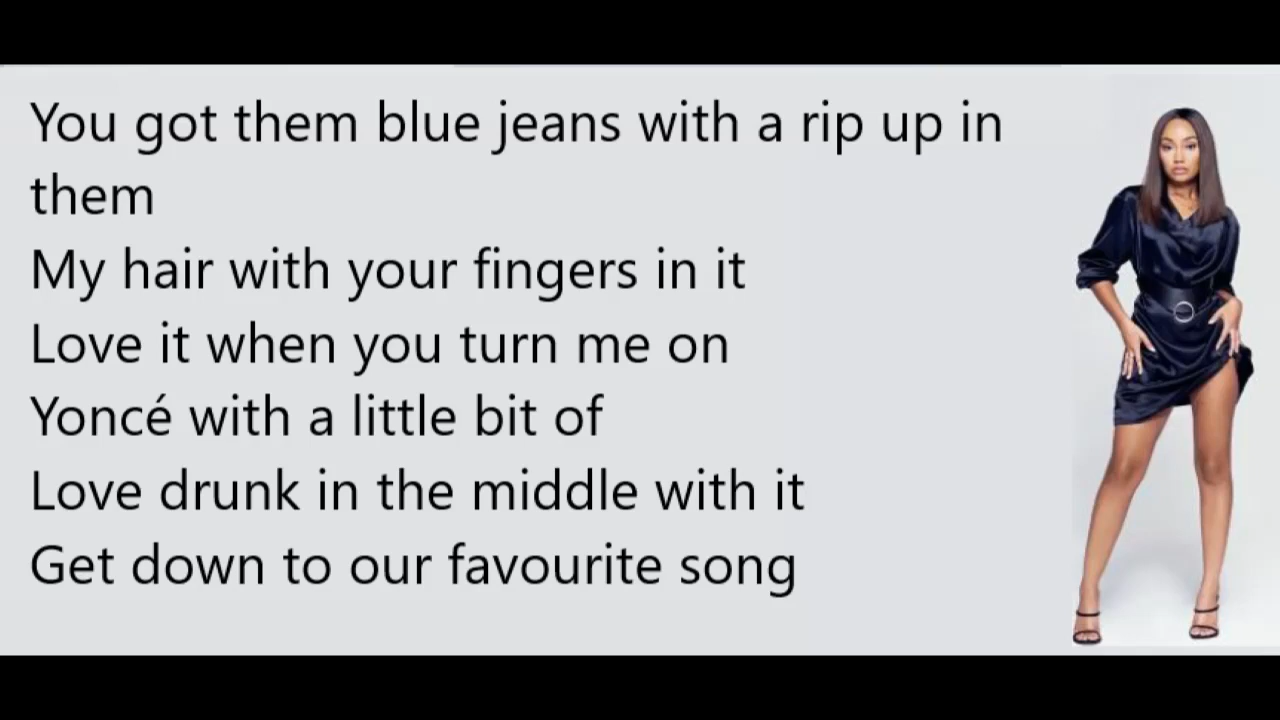 You got them blue jeans with a rip up in
them
My hair with your fingers in it
Love it when you turn me on
Yoncé with a little bit of
Love drunk in the middle with it
Get down to our favourite song